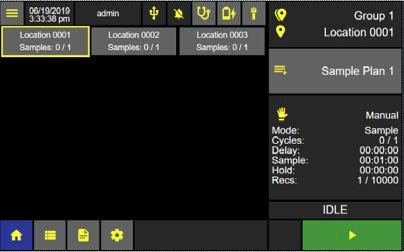 06/19/2019
3:33:38 pm
admin
Group 1
Location 0001
Location 0001
Samples: 0 / 1
Location 0002
Samples: 0 / 1
Location 0003
Samples: 0 / 1
Sample Plan 1
Manual
Mode: Sample
Cycles: 0 / 1
Delay: 00:00:00
Sample: 00:01:00
Hold: 00:00:00
Recs: 1 / 10000
IDLE